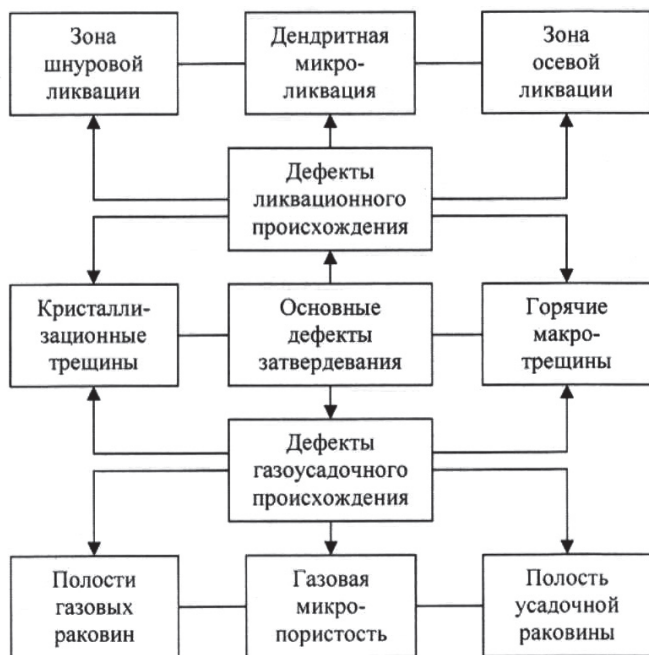 Зона
шнуровой
ликвации
Дендритная
микро-
ликвация
Зона
осевой
ликвации
Дефекты
ликвационного
происхождения
Кристалли-
зационные
трещины
Основные
дефекты
затвердевания
Горячие
макро-
трещины
Дефекты
газоусадочного
происхождения
Полости
газовых
раковин
Газовая
микро-
пористость
Полость
усадочной
раковины